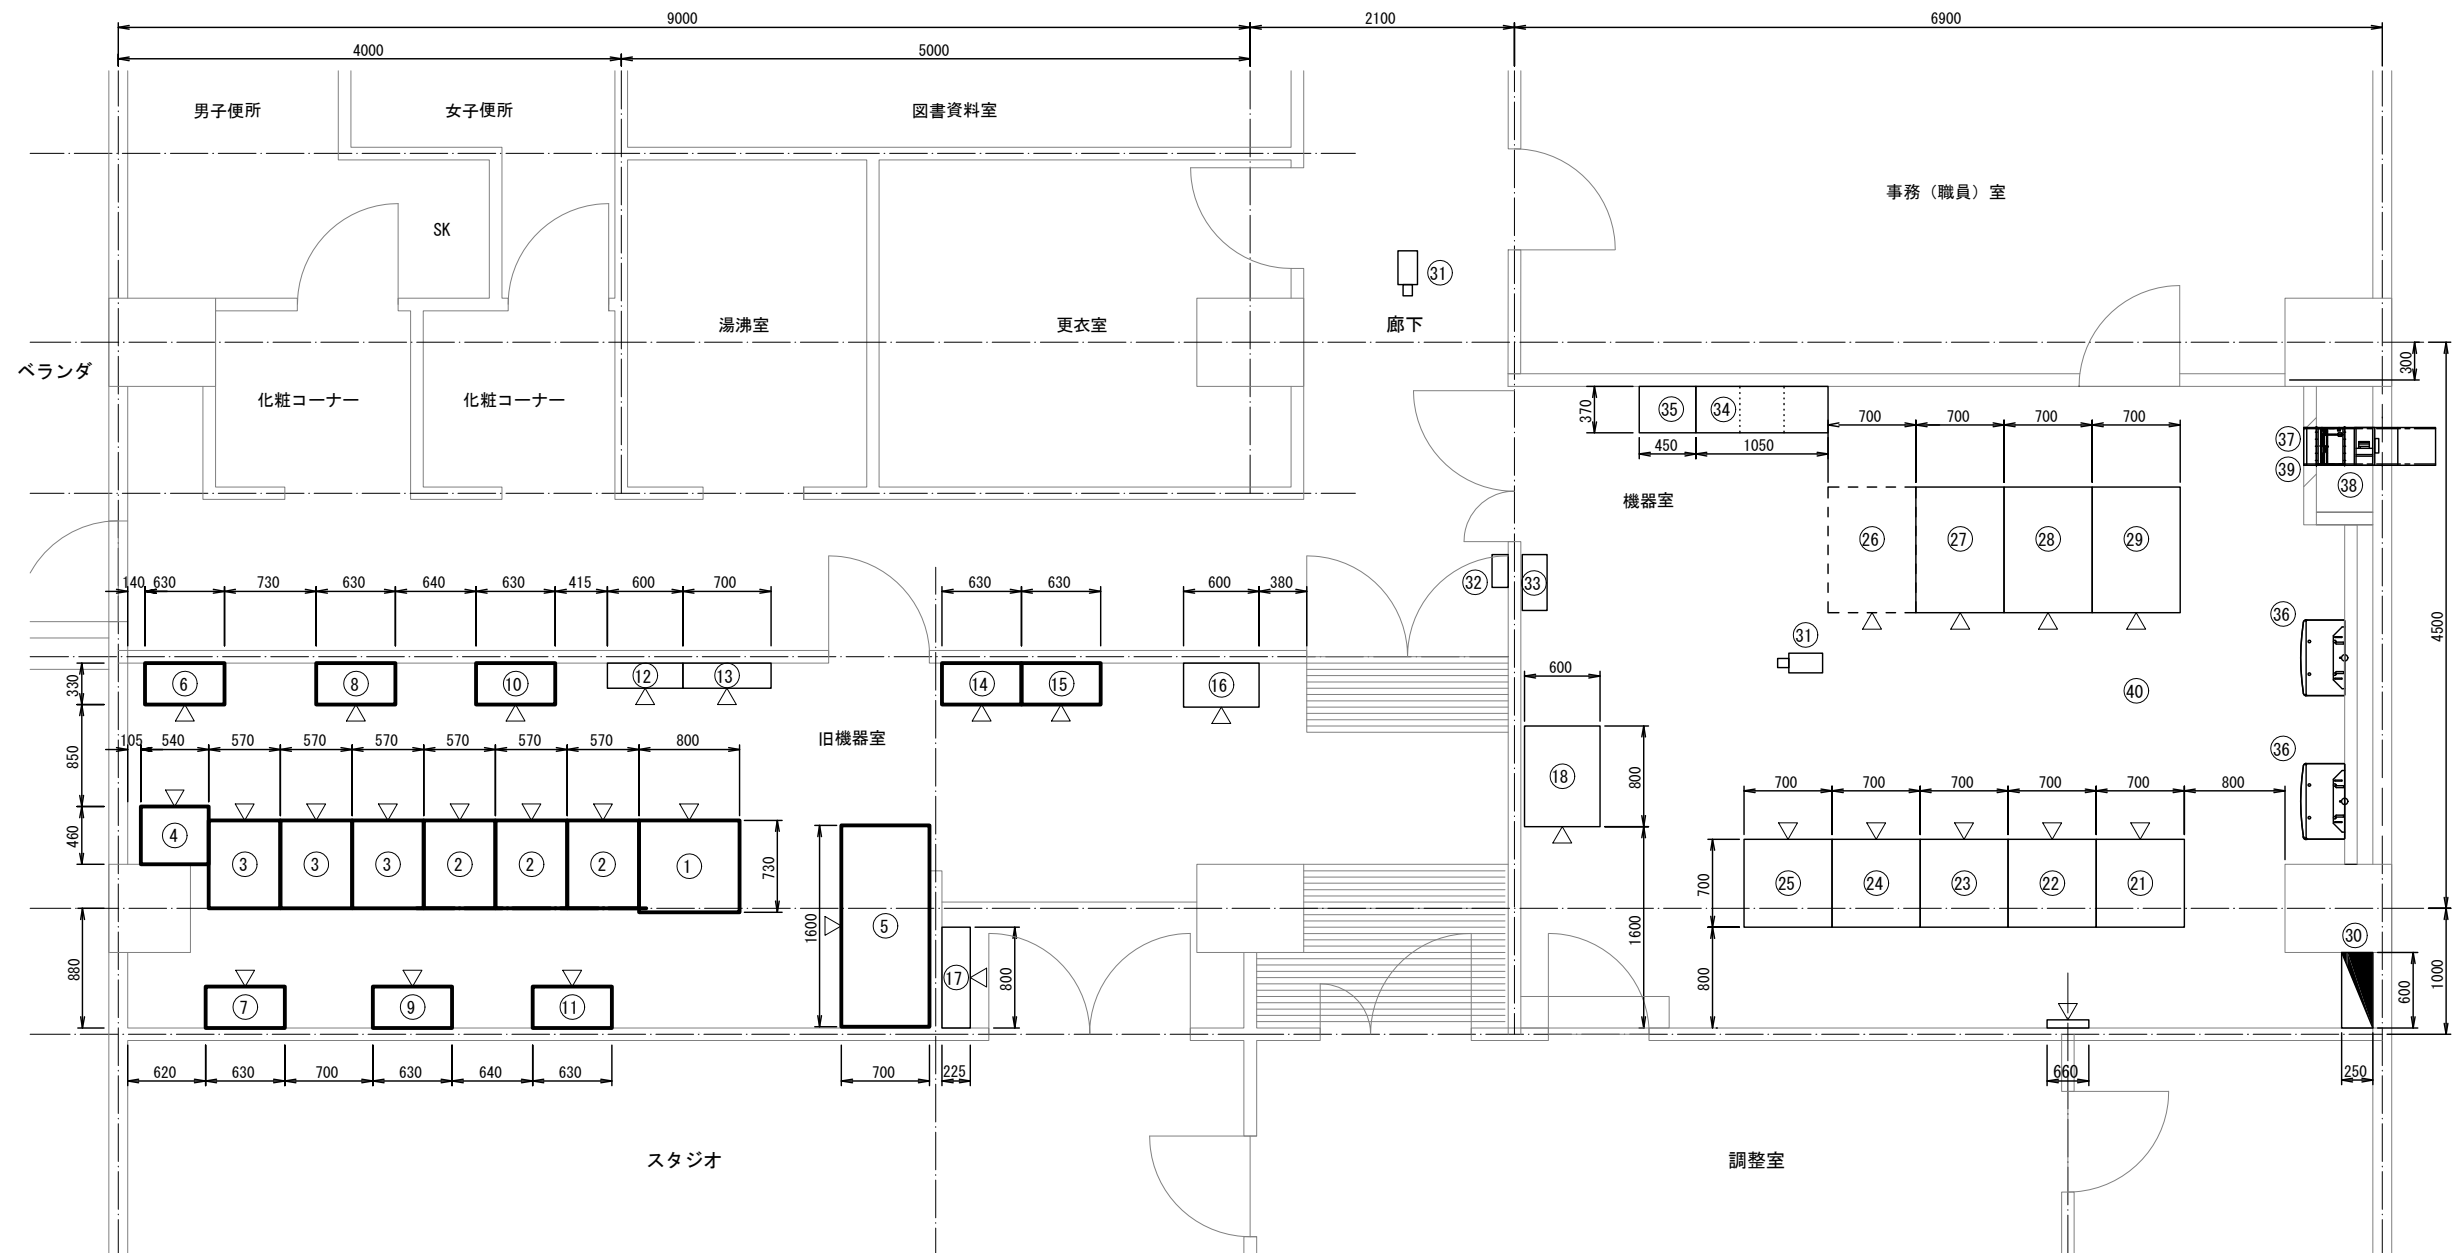 9000 2100 6900
4000 5000
男子便所 女子便所 図書資料室
事務（職員）室
SK
㉛
湯沸室 更衣室 廊下
ベランダ
300
化粧コーナー 化粧コーナー
370 ㉟ ㉞ 700 700 700 700
450 1050
㊲
㊴
㊳
機器室
㉖ ㉗ ㉘ ㉙
140 630 730 630 640 630 415 600 700 630 630 600 380
㉜ ㉝
㊱
4500
㉛
330 ⑥ ⑧ ⑩ ⑫ ⑬ ⑭ ⑮ ⑯
600
㊵
105 540 570 570 570 570 570 570 800
旧機器室
850
㊱
⑱ 800
700 700 700 700 700 800
460 ④ ③ ③ ③ ② ② ② ① 730
700 ㉕ ㉔ ㉓ ㉒ ㉑
1600 ⑤
1600
㉚
880
⑰ 800
800
600 1000
⑦ ⑨ ⑪
620 630 700 630 640 630 700 225 660 250
スタジオ 調整室